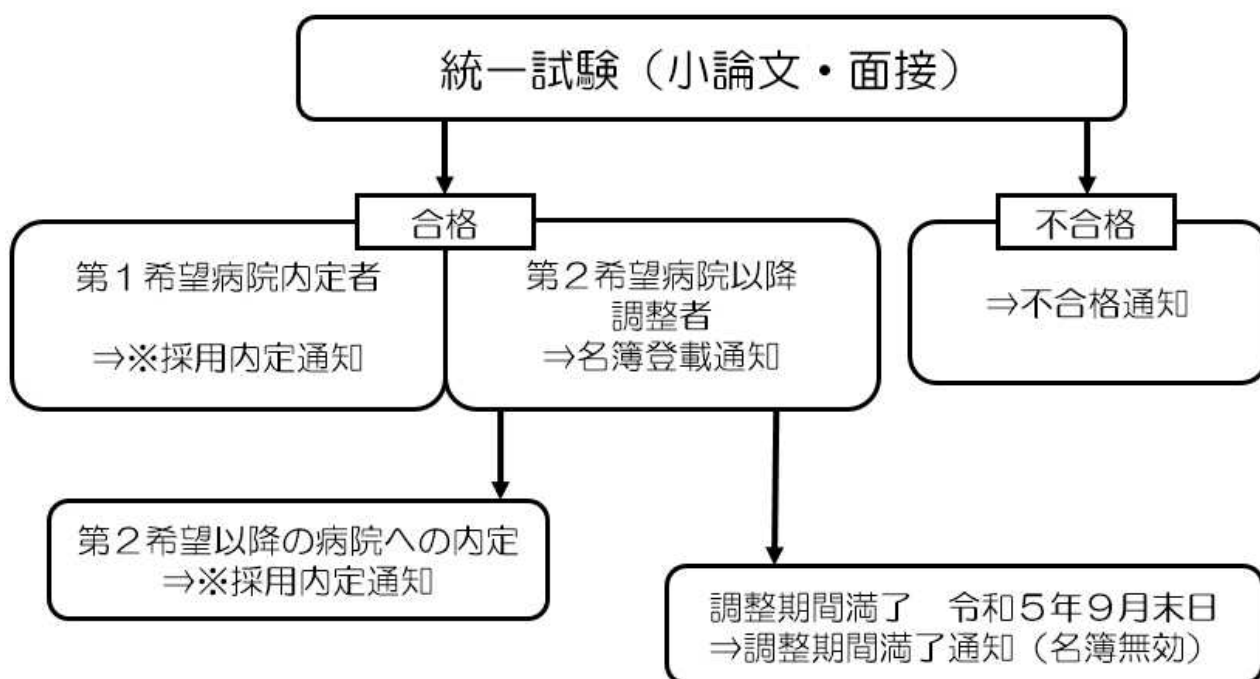 統一試験（小論文・面接）
合格
不合格
第１希望病院内定者
⇒※採用内定通知
第２希望病院以降
調整者
⇒名簿登載通知
⇒不合格通知
第２希望以降の病院への内定
⇒※採用内定通知
調整期間満了　令和５年９月末日
⇒調整期間満了通知（名簿無効）